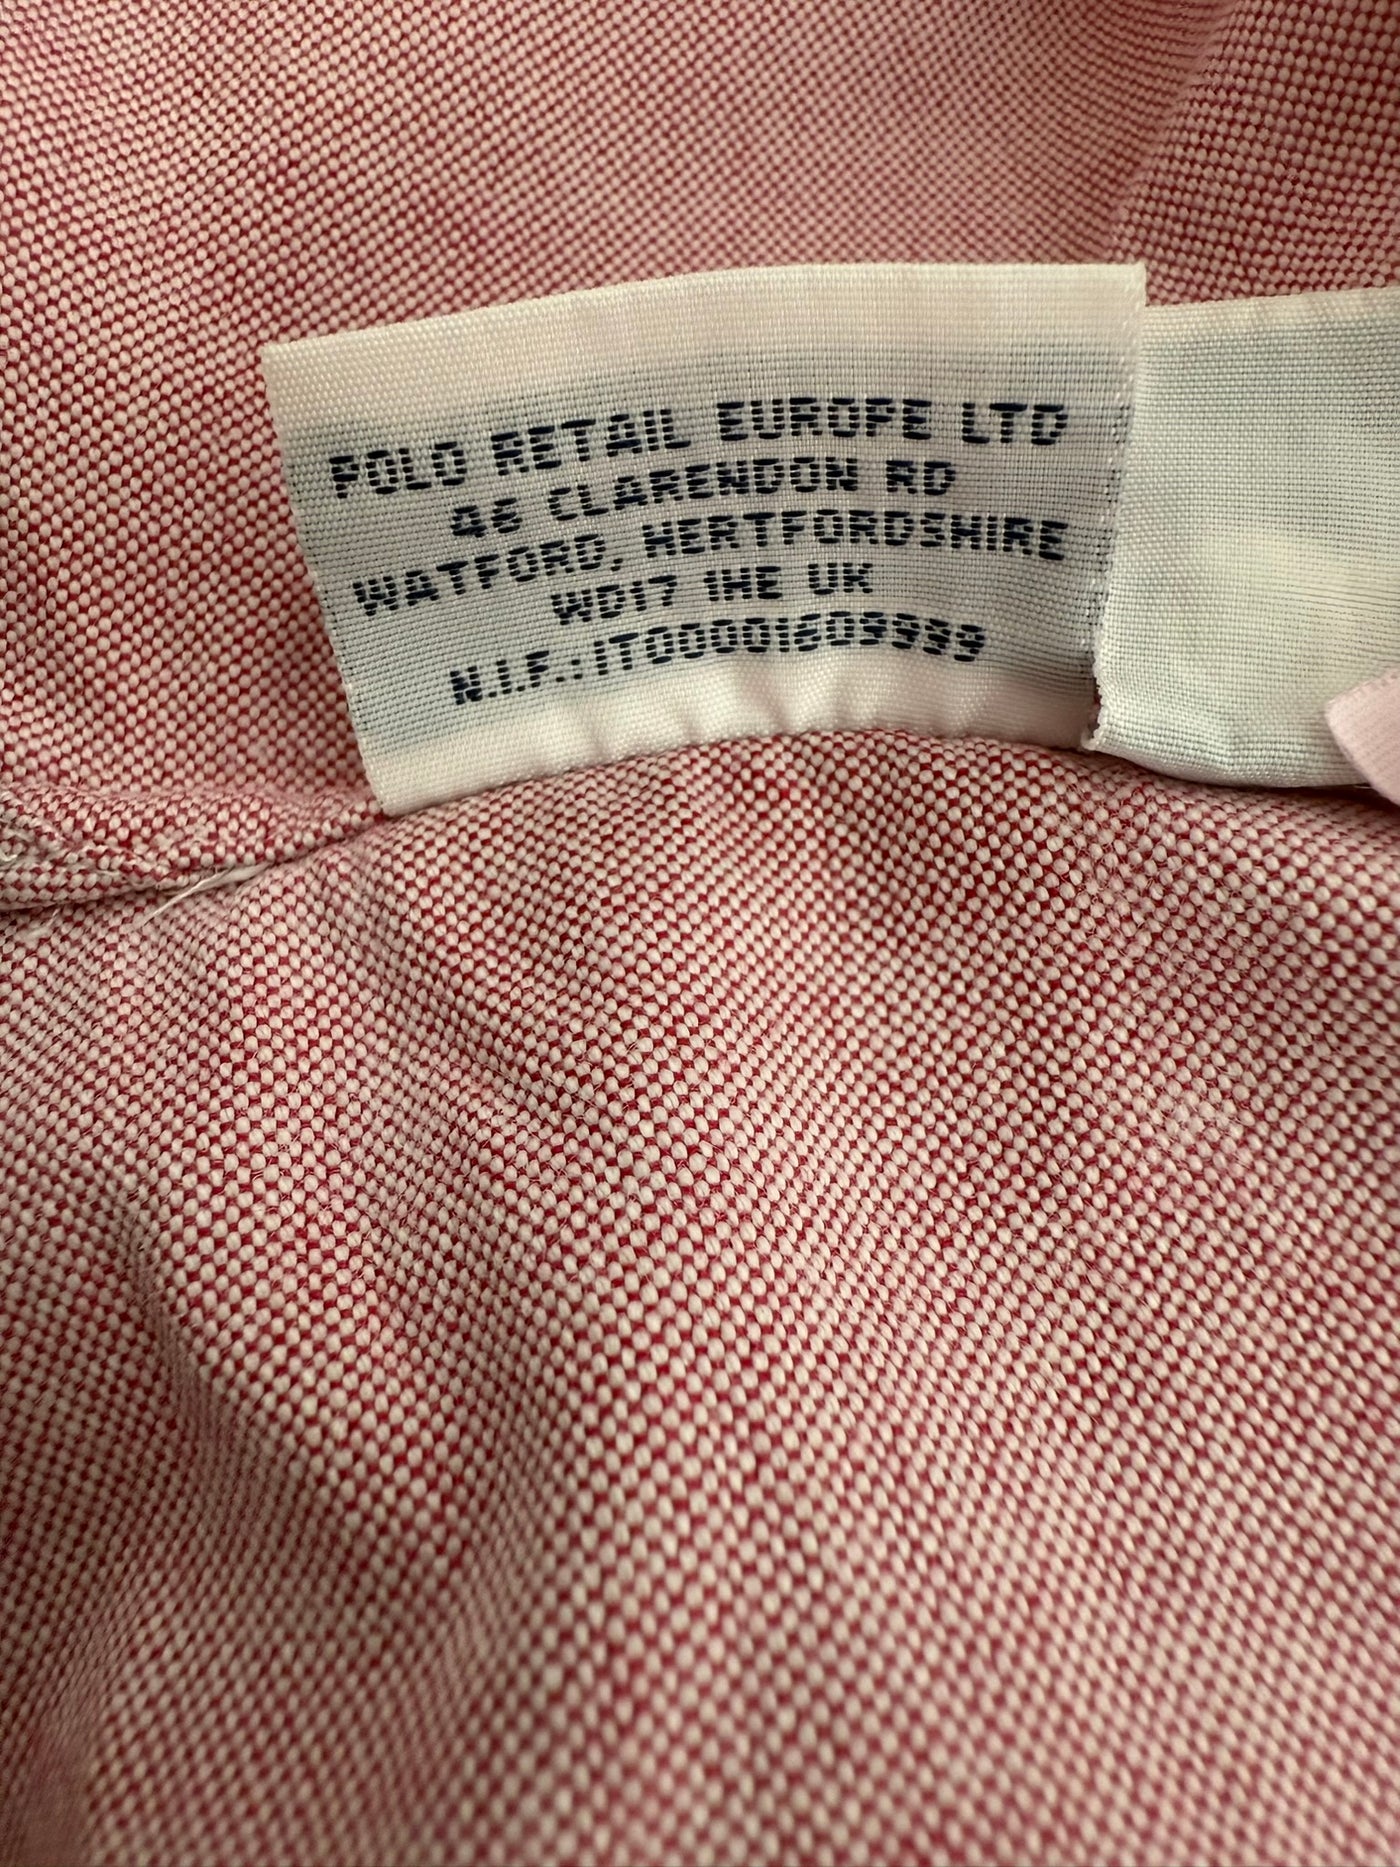 POLO RETAIL EUROPE LTD
46 CLARENDON RD
WATFORD, HERTFORDSHIRE
WD17 1HE UK
N.I.F.: IT00001609999